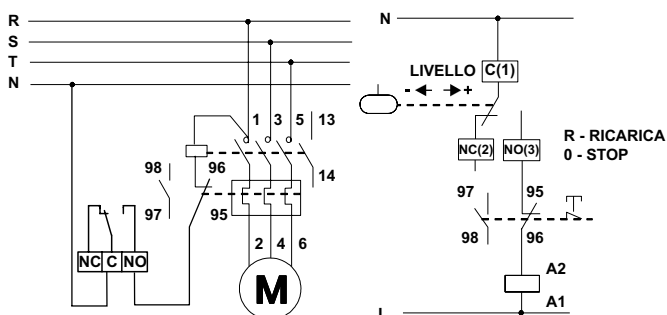 R
S
T
N
1 3 5 13
14
98 96
97 95
2 4 6
NC C NO
M
N
LIVELLO C(1)
- +
NC(2) NO(3)
R - RICARICA
0 - STOP
97 95
98 96
A2
A1
L